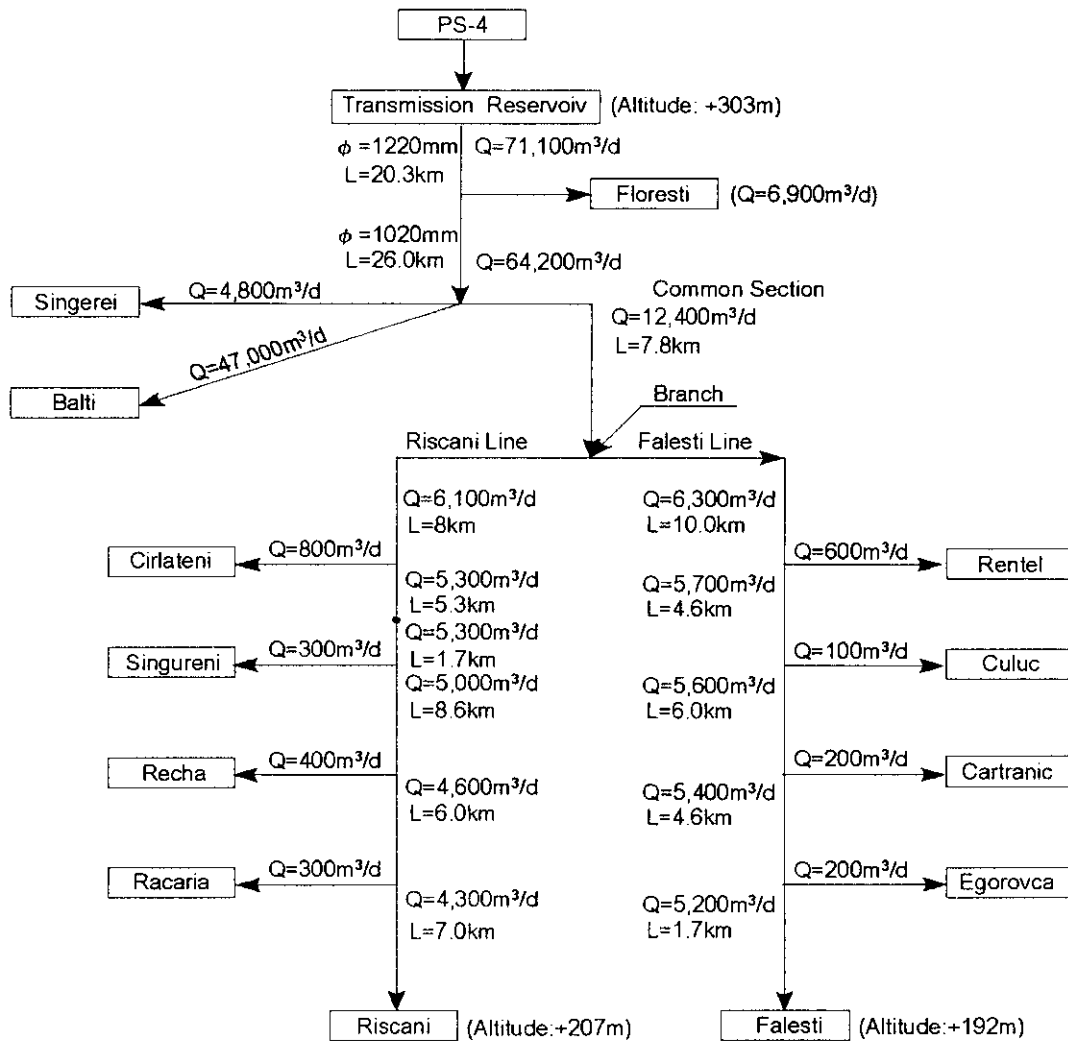 PS-4
Transmission Reservoiv
(Altitude: +303m)
ϕ =1220mm
L=20.3km
Q=71,100m³/d
Floresti
(Q=6,900m³/d)
ϕ =1020mm
L=26.0km
Q=64,200m³/d
Singerei
Q=4,800m³/d
Common Section
Q=12,400m³/d
L=7.8km
Q=47,000m³/d
Balti
Branch
Riscani Line
Falesti Line
Q=6,100m³/d
L=8km
Q=6,300m³/d
L=10.0km
Cirlateni
Q=800m³/d
Q=600m³/d
Rentel
Q=5,300m³/d
L=5.3km
Q=5,700m³/d
L=4.6km
Q=5,300m³/d
L=1.7km
Singureni
Q=300m³/d
Q=100m³/d
Culuc
Q=5,000m³/d
L=8.6km
Q=5,600m³/d
L=6.0km
Recha
Q=400m³/d
Q=200m³/d
Cartranic
Q=4,600m³/d
L=6.0km
Q=5,400m³/d
L=4.6km
Racaria
Q=300m³/d
Q=200m³/d
Egorovca
Q=4,300m³/d
L=7.0km
Q=5,200m³/d
L=1.7km
Riscani
(Altitude:+207m)
Falesti
(Altitude:+192m)